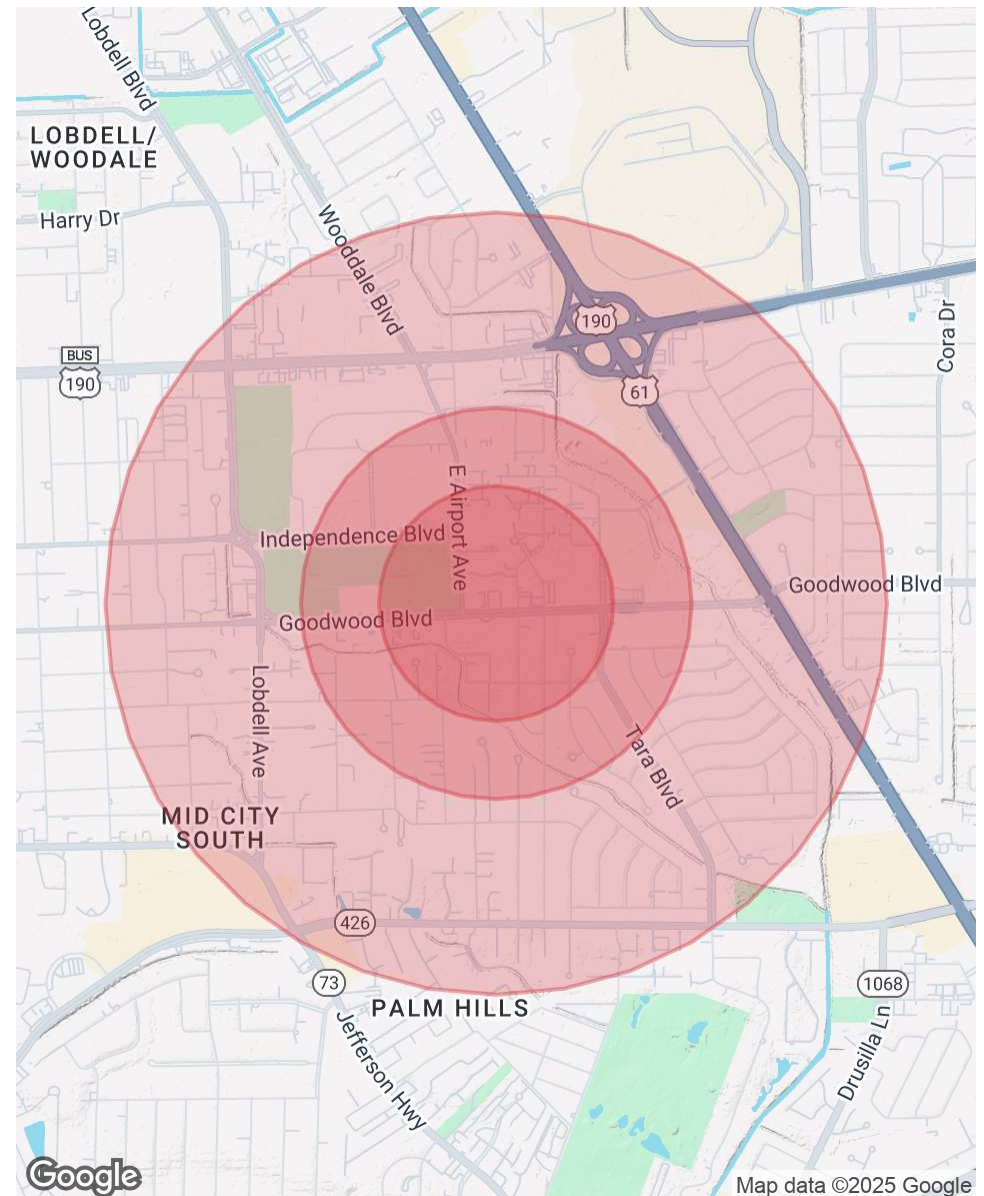 Lobdell Blvd
LOBDELL/
WOODALE
Harry Dr
Wooddale Blvd
190
BUS
190
Cora Dr
61
E Airport Ave
Independence Blvd
Goodwood Blvd
Goodwood Blvd
Lobdell Ave
Tara Blvd
MID CITY
SOUTH
426
73
1068
PALM HILLS
Jefferson Hwy
Drusilla Ln
Google
Map data ©2025 Google